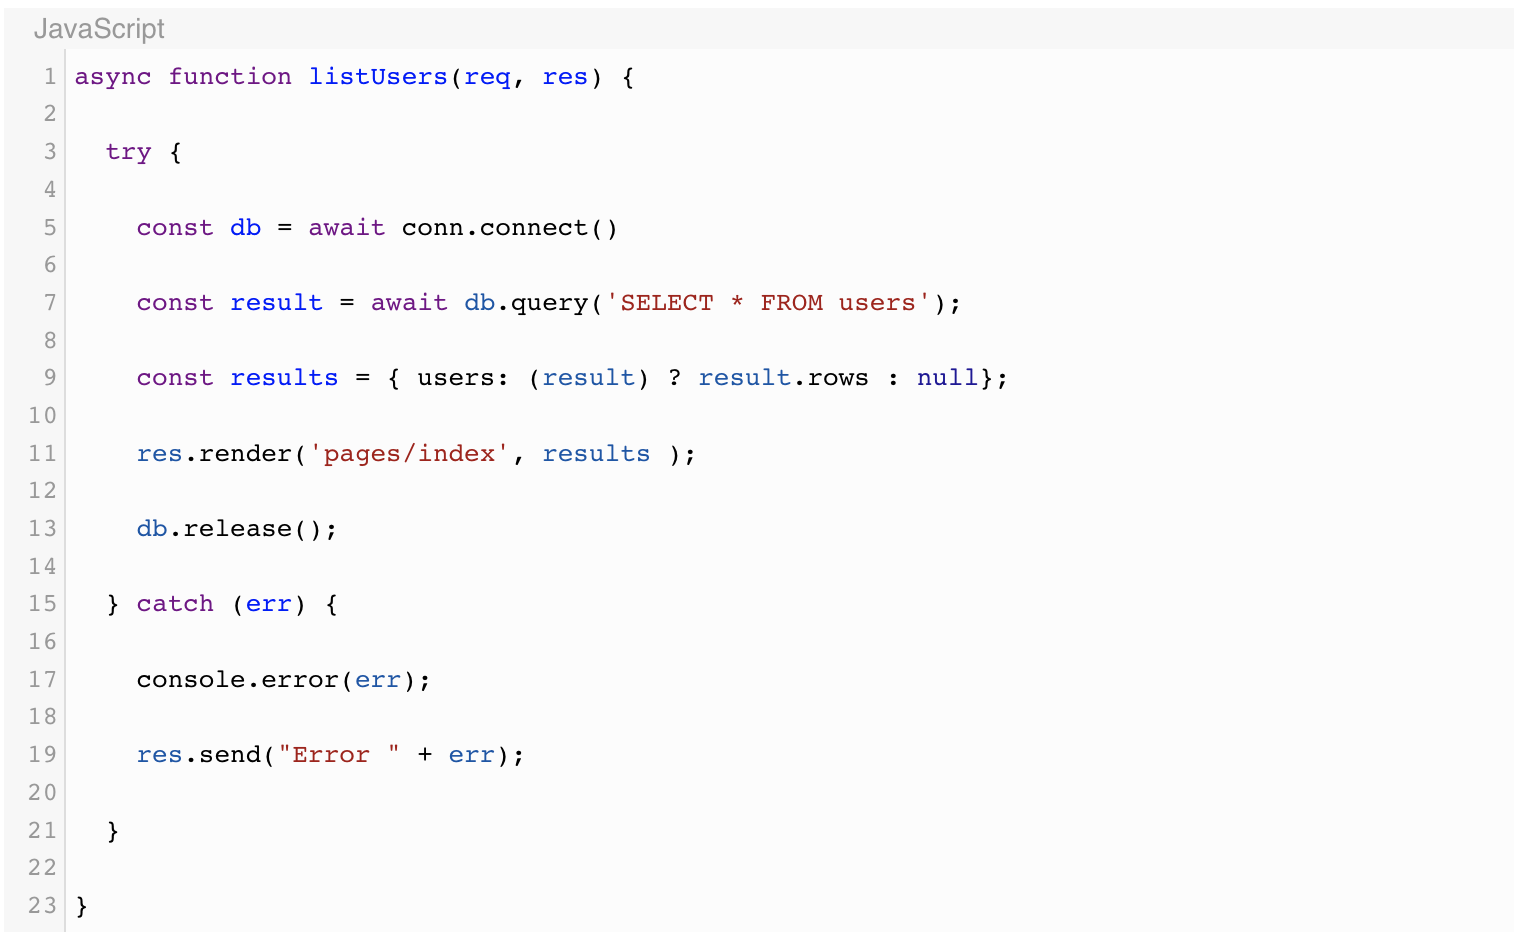 JavaScript
1 async function listUsers(req, res) {
2
3   try {
4
5     const db = await conn.connect()
6
7     const result = await db.query('SELECT * FROM users');
8
9     const results = { users: (result) ? result.rows : null};
10
11     res.render('pages/index', results );
12
13     db.release();
14
15   } catch (err) {
16
17     console.error(err);
18
19     res.send("Error " + err);
20
21   }
22
23 }